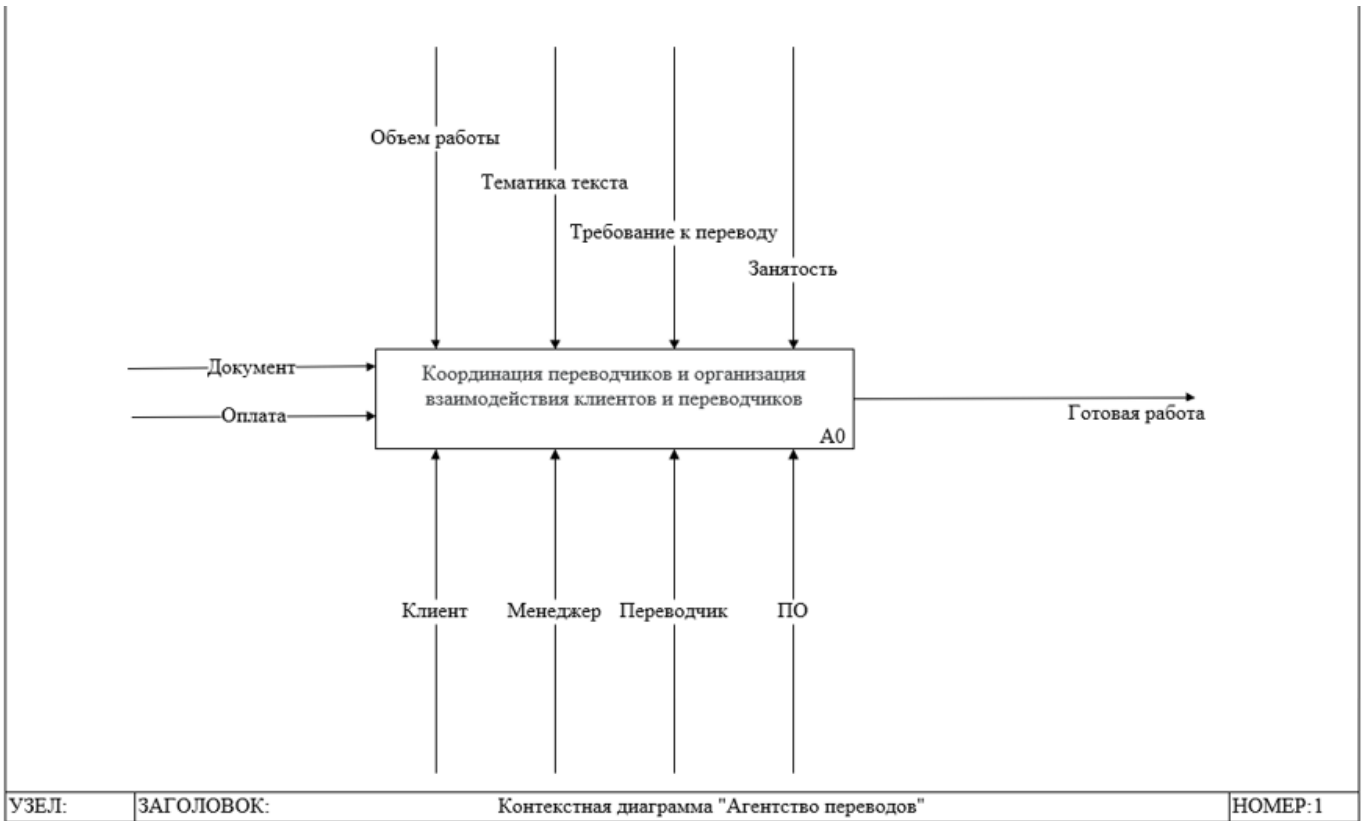 Объем работы
Тематика текста
Требование к переводу
Занятость
Документ
Оплата
Координация переводчиков и организация
взаимодействия клиентов и переводчиков
A0
Готовая работа
Клиент
Менеджер
Переводчик
ПО
УЗЕЛ:
ЗАГОЛОВОК:
Контекстная диаграмма "Агентство переводов"
НОМЕР:1